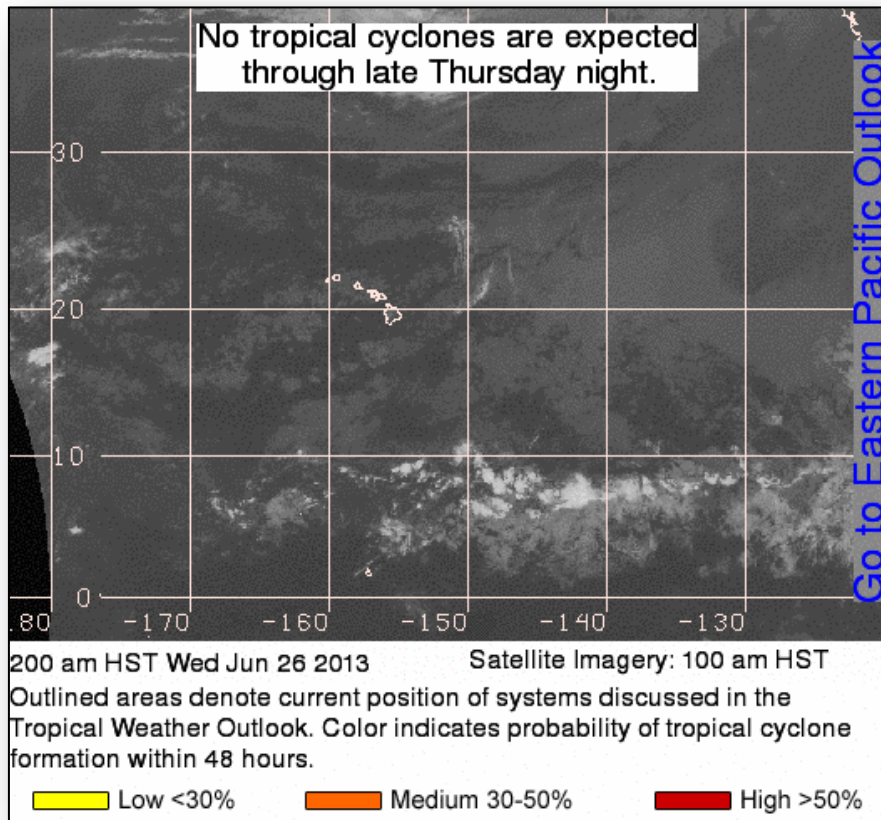 No tropical cyclones are expected
through late Thursday night.
Go to Eastern Pacific Outlook
30
20
10
0
.80 -170 -160 -150 -140 -130
200 am HST Wed Jun 26 2013 Satellite Imagery: 100 am HST
Outlined areas denote current position of systems discussed in the
Tropical Weather Outlook. Color indicates probability of tropical cyclone
formation within 48 hours.
Low <30% Medium 30-50% High >50%